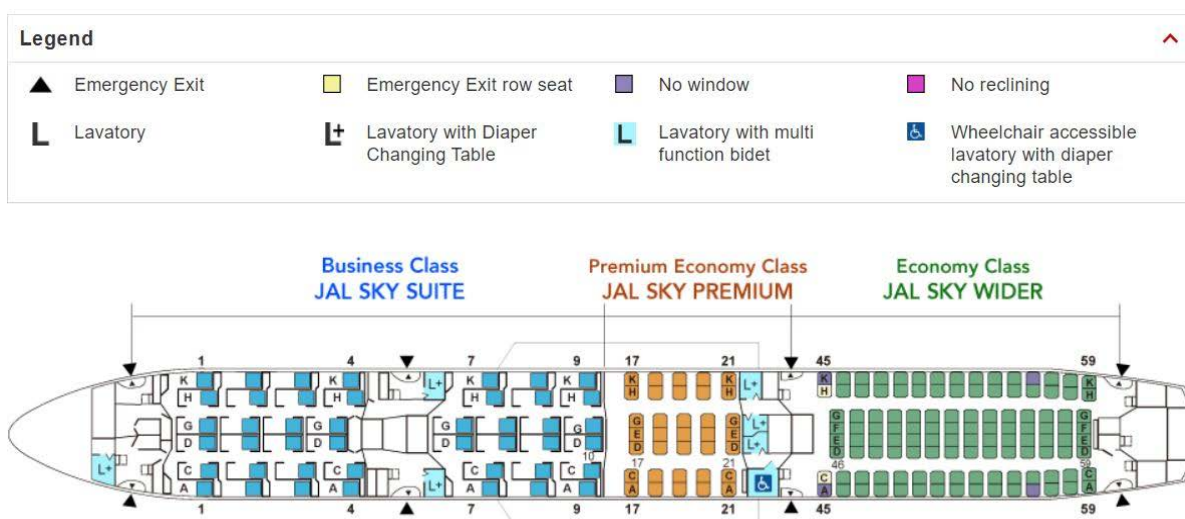 Legend
Emergency Exit
Emergency Exit row seat
No window
No reclining
L Lavatory
L+ Lavatory with Diaper
Changing Table
L Lavatory with multi
function bidet
Wheelchair accessible
lavatory with diaper
changing table
Business Class
JAL SKY SUITE
Premium Economy Class
JAL SKY PREMIUM
Economy Class
JAL SKY WIDER
1 4 7 9 17 21 45 59
K K K K K L+ K K
H H H H H H H
L+
G G G G G G G G
D D D D E E F F
10 D D E E
L+ D D
17 21 46 59
L+
C C C C C C C C
L+ A A L+ A A A A A A
1 4 7 9 17 21 45 59